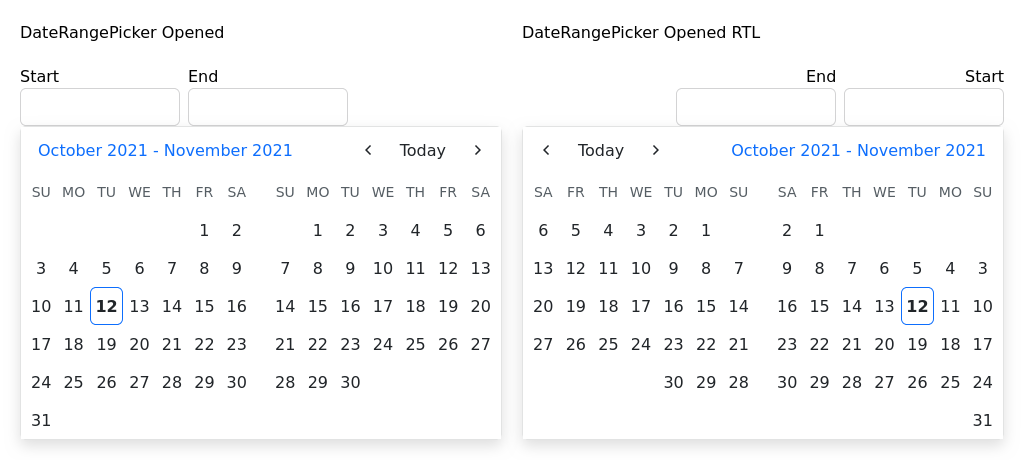 DateRangePicker Opened
Start End
October 2021 - November 2021 Today
SU MO TU WE TH FR SA SU MO TU WE TH FR SA
1 2 1 2 3 4 5 6
3 4 5 6 7 8 9 7 8 9 10 11 12 13
10 11 12 13 14 15 16 14 15 16 17 18 19 20
17 18 19 20 21 22 23 21 22 23 24 25 26 27
24 25 26 27 28 29 30 28 29 30
31
DateRangePicker Opened RTL
End Start
Today October 2021 - November 2021
SA FR TH WE TU MO SU SA FR TH WE TU MO SU
6 5 4 3 2 1 2 1
13 12 11 10 9 8 7 9 8 7 6 5 4 3
20 19 18 17 16 15 14 16 15 14 13 12 11 10
27 26 25 24 23 22 21 23 22 21 20 19 18 17
30 29 28 30 29 28 27 26 25 24
31